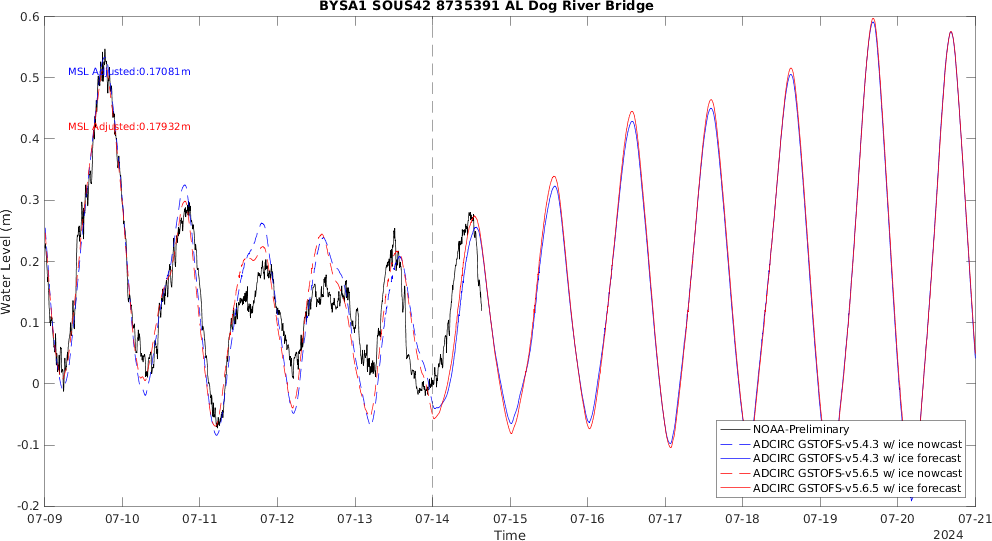 BYSA1 SOUS42 8735391 AL Dog River Bridge
0.6
0.5
0.4
0.3
0.2
0.1
0
-0.1
-0.2
Water Level (m)
MSL Adjusted:0.17081m
MSL Adjusted:0.17932m
NOAA-Preliminary
ADCIRC GSTOFS-v5.4.3 w/ ice nowcast
ADCIRC GSTOFS-v5.4.3 w/ ice forecast
ADCIRC GSTOFS-v5.6.5 w/ ice nowcast
ADCIRC GSTOFS-v5.6.5 w/ ice forecast
07-09 07-10 07-11 07-12 07-13 07-14 07-15 07-16 07-17 07-18 07-19 07-20 07-21
Time
2024